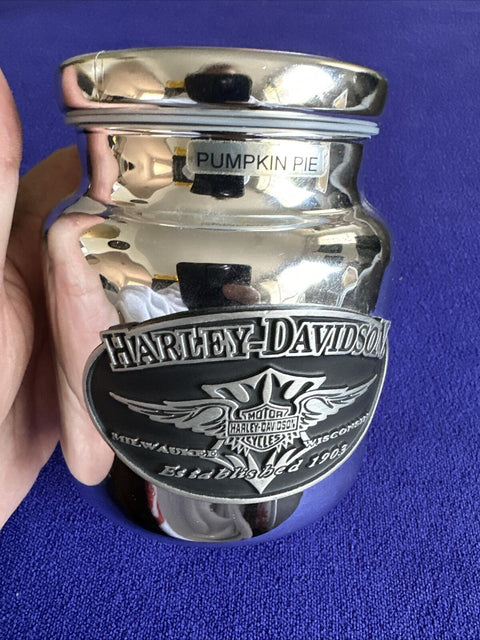 PUMPKIN PIE
HARLEY-DAVIDSON
MOTOR
HARLEY-DAVIDSON
CYCLES
MILWAUKEE WISCONSIN
Established 1903